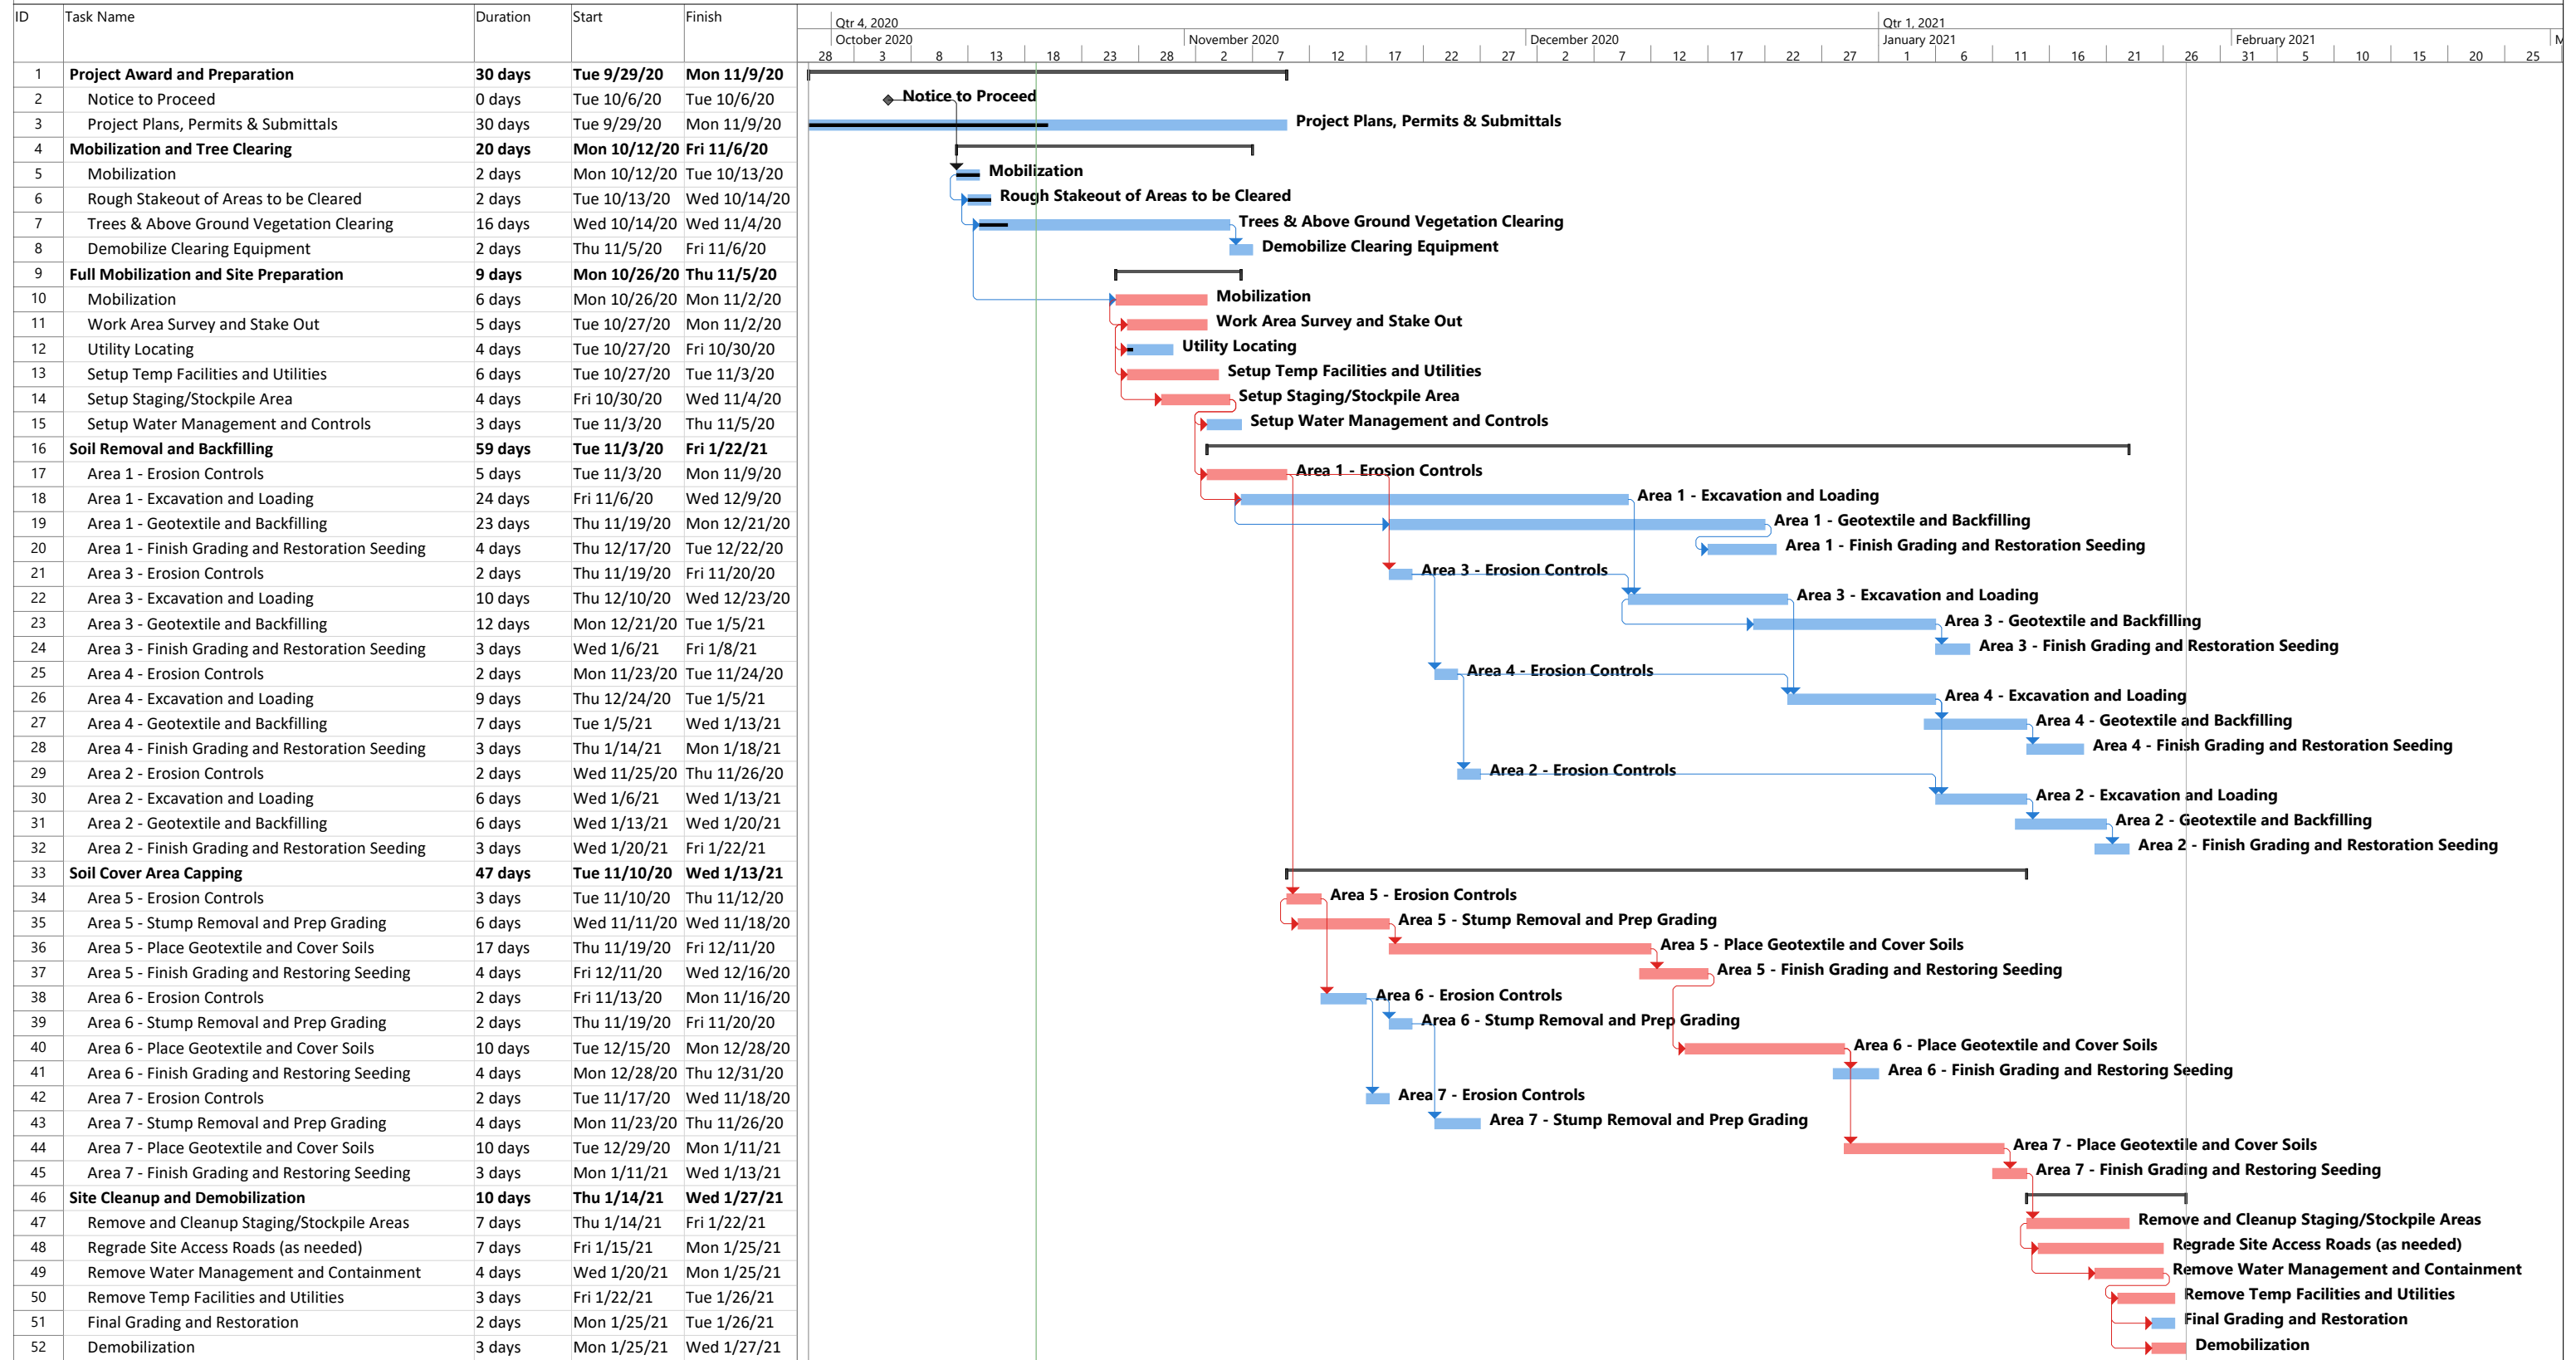 ID Task Name Duration Start Finish
Qtr 4, 2020 Qtr 1, 2021
October 2020 November 2020 December 2020 January 2021 February 2021 M
28 3 8 13 18 23 28 2 7 12 17 22 27 2 7 12 17 22 27 1 6 11 16 21 26 31 5 10 15 20 25
1 Project Award and Preparation 30 days Tue 9/29/20 Mon 11/9/20
2 Notice to Proceed 0 days Tue 10/6/20 Tue 10/6/20 Notice to Proceed
3 Project Plans, Permits & Submittals 30 days Tue 9/29/20 Mon 11/9/20 Project Plans, Permits & Submittals
4 Mobilization and Tree Clearing 20 days Mon 10/12/20 Fri 11/6/20
5 Mobilization 2 days Mon 10/12/20 Tue 10/13/20 Mobilization
6 Rough Stakeout of Areas to be Cleared 2 days Tue 10/13/20 Wed 10/14/20 Rough Stakeout of Areas to be Cleared
7 Trees & Above Ground Vegetation Clearing 16 days Wed 10/14/20 Wed 11/4/20 Trees & Above Ground Vegetation Clearing
8 Demobilize Clearing Equipment 2 days Thu 11/5/20 Fri 11/6/20 Demobilize Clearing Equipment
9 Full Mobilization and Site Preparation 9 days Mon 10/26/20 Thu 11/5/20
10 Mobilization 6 days Mon 10/26/20 Mon 11/2/20 Mobilization
11 Work Area Survey and Stake Out 5 days Tue 10/27/20 Mon 11/2/20 Work Area Survey and Stake Out
12 Utility Locating 4 days Tue 10/27/20 Fri 10/30/20 Utility Locating
13 Setup Temp Facilities and Utilities 6 days Tue 10/27/20 Tue 11/3/20 Setup Temp Facilities and Utilities
14 Setup Staging/Stockpile Area 4 days Fri 10/30/20 Wed 11/4/20 Setup Staging/Stockpile Area
15 Setup Water Management and Controls 3 days Tue 11/3/20 Thu 11/5/20 Setup Water Management and Controls
16 Soil Removal and Backfilling 59 days Tue 11/3/20 Fri 1/22/21
17 Area 1 - Erosion Controls 5 days Tue 11/3/20 Mon 11/9/20 Area 1 - Erosion Controls
18 Area 1 - Excavation and Loading 24 days Fri 11/6/20 Wed 12/9/20 Area 1 - Excavation and Loading
19 Area 1 - Geotextile and Backfilling 23 days Thu 11/19/20 Mon 12/21/20 Area 1 - Geotextile and Backfilling
20 Area 1 - Finish Grading and Restoration Seeding 4 days Thu 12/17/20 Tue 12/22/20 Area 1 - Finish Grading and Restoration Seeding
21 Area 3 - Erosion Controls 2 days Thu 11/19/20 Fri 11/20/20 Area 3 - Erosion Controls
22 Area 3 - Excavation and Loading 10 days Thu 12/10/20 Wed 12/23/20 Area 3 - Excavation and Loading
23 Area 3 - Geotextile and Backfilling 12 days Mon 12/21/20 Tue 1/5/21 Area 3 - Geotextile and Backfilling
24 Area 3 - Finish Grading and Restoration Seeding 3 days Wed 1/6/21 Fri 1/8/21 Area 3 - Finish Grading and Restoration Seeding
25 Area 4 - Erosion Controls 2 days Mon 11/23/20 Tue 11/24/20 Area 4 - Erosion Controls
26 Area 4 - Excavation and Loading 9 days Thu 12/24/20 Tue 1/5/21 Area 4 - Excavation and Loading
27 Area 4 - Geotextile and Backfilling 7 days Tue 1/5/21 Wed 1/13/21 Area 4 - Geotextile and Backfilling
28 Area 4 - Finish Grading and Restoration Seeding 3 days Thu 1/14/21 Mon 1/18/21 Area 4 - Finish Grading and Restoration Seeding
29 Area 2 - Erosion Controls 2 days Wed 11/25/20 Thu 11/26/20 Area 2 - Erosion Controls
30 Area 2 - Excavation and Loading 6 days Wed 1/6/21 Wed 1/13/21 Area 2 - Excavation and Loading
31 Area 2 - Geotextile and Backfilling 6 days Wed 1/13/21 Wed 1/20/21 Area 2 - Geotextile and Backfilling
32 Area 2 - Finish Grading and Restoration Seeding 3 days Wed 1/20/21 Fri 1/22/21 Area 2 - Finish Grading and Restoration Seeding
33 Soil Cover Area Capping 47 days Tue 11/10/20 Wed 1/13/21
34 Area 5 - Erosion Controls 3 days Tue 11/10/20 Thu 11/12/20 Area 5 - Erosion Controls
35 Area 5 - Stump Removal and Prep Grading 6 days Wed 11/11/20 Wed 11/18/20 Area 5 - Stump Removal and Prep Grading
36 Area 5 - Place Geotextile and Cover Soils 17 days Thu 11/19/20 Fri 12/11/20 Area 5 - Place Geotextile and Cover Soils
37 Area 5 - Finish Grading and Restoring Seeding 4 days Fri 12/11/20 Wed 12/16/20 Area 5 - Finish Grading and Restoring Seeding
38 Area 6 - Erosion Controls 2 days Fri 11/13/20 Mon 11/16/20 Area 6 - Erosion Controls
39 Area 6 - Stump Removal and Prep Grading 2 days Thu 11/19/20 Fri 11/20/20 Area 6 - Stump Removal and Prep Grading
40 Area 6 - Place Geotextile and Cover Soils 10 days Tue 12/15/20 Mon 12/28/20 Area 6 - Place Geotextile and Cover Soils
41 Area 6 - Finish Grading and Restoring Seeding 4 days Mon 12/28/20 Thu 12/31/20 Area 6 - Finish Grading and Restoring Seeding
42 Area 7 - Erosion Controls 2 days Tue 11/17/20 Wed 11/18/20 Area 7 - Erosion Controls
43 Area 7 - Stump Removal and Prep Grading 4 days Mon 11/23/20 Thu 11/26/20 Area 7 - Stump Removal and Prep Grading
44 Area 7 - Place Geotextile and Cover Soils 10 days Tue 12/29/20 Mon 1/11/21 Area 7 - Place Geotextile and Cover Soils
45 Area 7 - Finish Grading and Restoring Seeding 3 days Mon 1/11/21 Wed 1/13/21 Area 7 - Finish Grading and Restoring Seeding
46 Site Cleanup and Demobilization 10 days Thu 1/14/21 Wed 1/27/21
47 Remove and Cleanup Staging/Stockpile Areas 7 days Thu 1/14/21 Fri 1/22/21 Remove and Cleanup Staging/Stockpile Areas
48 Regrade Site Access Roads (as needed) 7 days Fri 1/15/21 Mon 1/25/21 Regrade Site Access Roads (as needed)
49 Remove Water Management and Containment 4 days Wed 1/20/21 Mon 1/25/21 Remove Water Management and Containment
50 Remove Temp Facilities and Utilities 3 days Fri 1/22/21 Tue 1/26/21 Remove Temp Facilities and Utilities
51 Final Grading and Restoration 2 days Mon 1/25/21 Tue 1/26/21 Final Grading and Restoration
52 Demobilization 3 days Mon 1/25/21 Wed 1/27/21 Demobilization